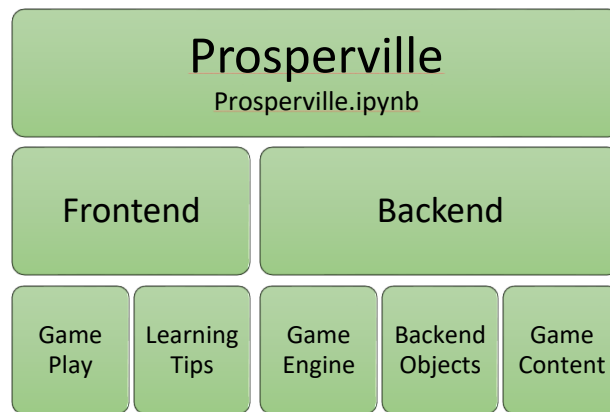 Prosperville
Prosperville.ipynb
Frontend
Backend
Game
Play
Learning
Tips
Game
Engine
Backend
Objects
Game
Content